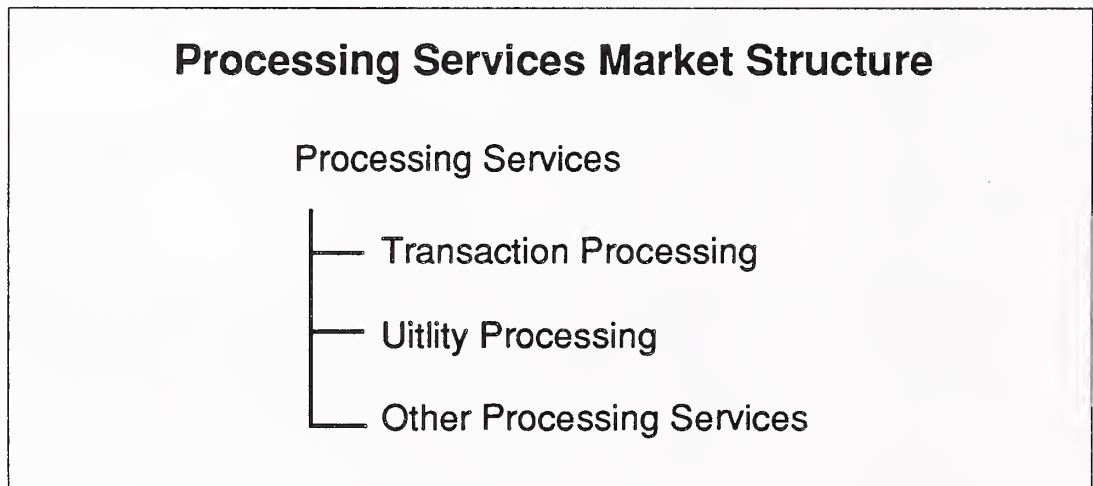 Processing Services Market Structure
Processing Services
Transaction Processing
Uitlity Processing
Other Processing Services